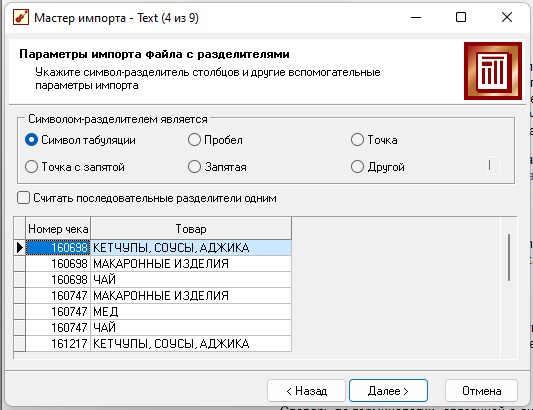 Мастер импорта - Text (4 из 9)
Параметры импорта файла с разделителями
Укажите символ-разделитель столбцов и другие вспомогательные
параметры импорта
Символом-разделителем является
Символ табуляции
Пробел
Точка
Точка с запятой
Запятая
Другой
Считать последовательные разделители одним
Номер чека Товар
160698 КЕТЧУПЫ, СОУСЫ, АДЖИКА
160698 МАКАРОННЫЕ ИЗДЕЛИЯ
160698 ЧАЙ
160747 МАКАРОННЫЕ ИЗДЕЛИЯ
160747 МЕД
160747 ЧАЙ
161217 КЕТЧУПЫ, СОУСЫ, АДЖИКА
< Назад
Далее >
Отмена